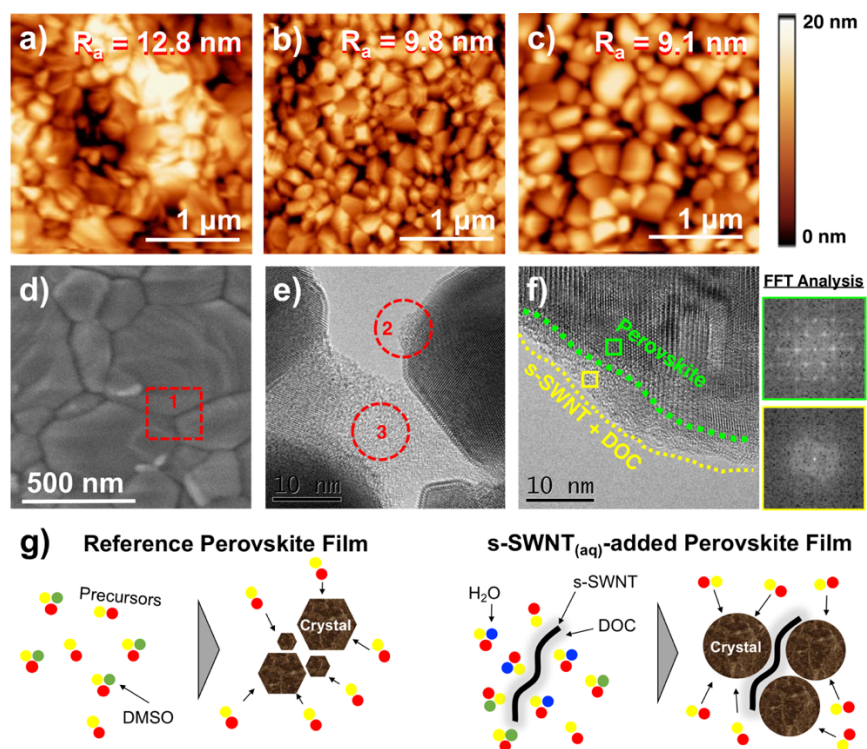 a) Rₐ = 12.8 nm
1 µm
b) Rₐ = 9.8 nm
1 µm
c) Rₐ = 9.1 nm
1 µm
20 nm
0 nm
d)
1
500 nm
e)
2
3
10 nm
f)
Perovskite
s-SWNT + DOC
10 nm
FFT Analysis
g)
Reference Perovskite Film
Precursors
DMSO
Crystal
s-SWNT(aq)-added Perovskite Film
H₂O
s-SWNT
DOC
Crystal